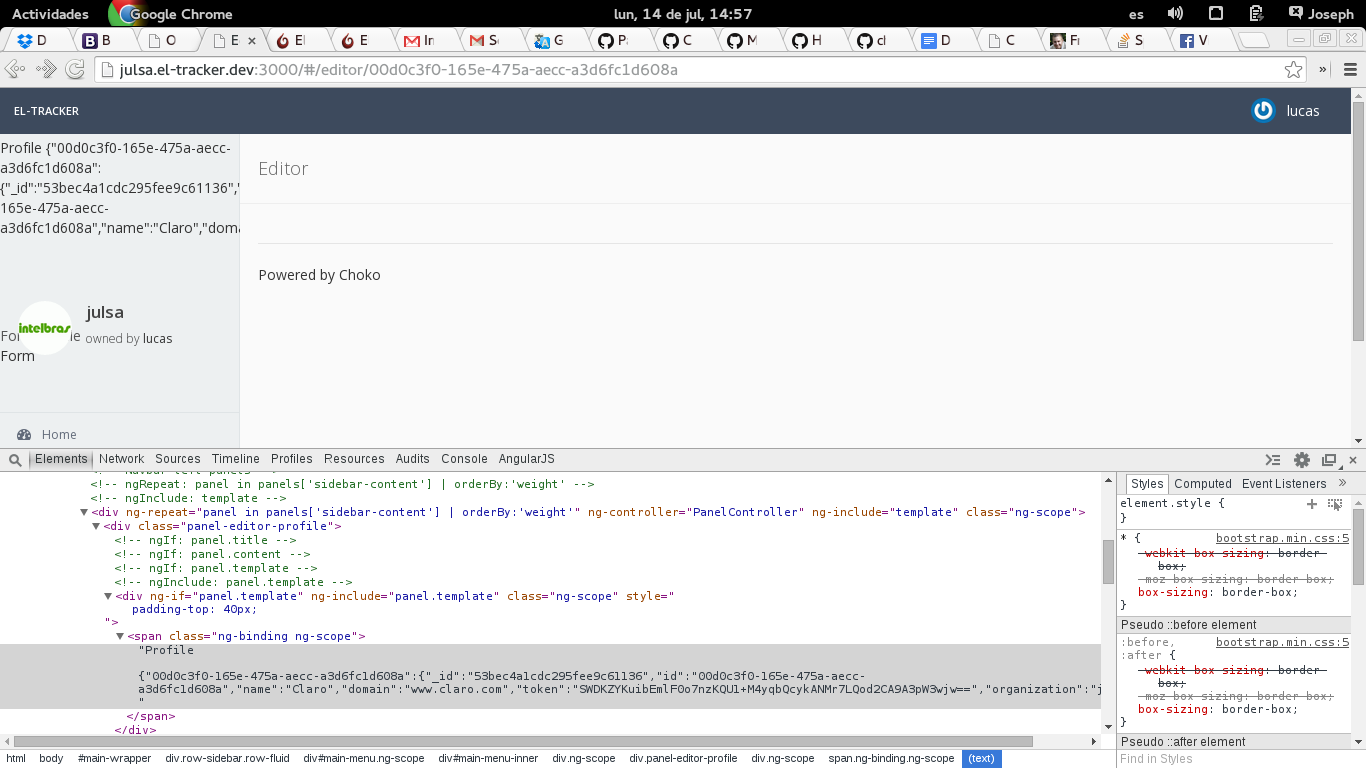 Actividades Google Chrome lun, 14 de jul, 14:57 es Joseph
D B O E EI E In So G Pa C M H cl D C Fr S V
julsa.el-tracker.dev:3000/#/editor/00d0c3f0-165e-475a-aecc-a3d6fc1d608a »
EL-TRACKER lucas
Profile {"00d0c3f0-165e-475a-aecc-
a3d6fc1d608a":
{"_id":"53bec4a1cdc295fee9c61136","
165e-475a-aecc-
a3d6fc1d608a","name":"Claro","doma
Editor
Powered by Choko
intelbras
julsa
owned by lucas
Form
Home
Elements Network Sources Timeline Profiles Resources Audits Console AngularJS
<!-- Navbar left panels -->
<!-- ngRepeat: panel in panels['sidebar-content'] | orderBy:'weight' -->
<!-- ngInclude: template -->
<div ng-repeat="panel in panels['sidebar-content'] | orderBy:'weight'" ng-controller="PanelController" ng-include="template" class="ng-scope">
<div class="panel-editor-profile">
<!-- ngIf: panel.title -->
<!-- ngIf: panel.content -->
<!-- ngIf: panel.template -->
<!-- ngInclude: panel.template -->
<div ng-if="panel.template" ng-include="panel.template" class="ng-scope" style="
padding-top: 40px;
">
<span class="ng-binding ng-scope">
"Profile
{"00d0c3f0-165e-475a-aecc-a3d6fc1d608a":{"_id":"53bec4a1cdc295fee9c61136","id":"00d0c3f0-165e-475a-aecc-
a3d6fc1d608a","name":"Claro","domain":"www.claro.com","token":"SWDKZYKuibEmlF0o7nzKQU1+M4yqbQcykANMr7LQod2CA9A3pW3wjw==","organization":"j
"
</span>
</div>
html body #main-wrapper div.row-sidebar.row-fluid div#main-menu.ng-scope div#main-menu-inner div.ng-scope div.panel-editor-profile div.ng-scope span.ng-binding.ng-scope (text)
Styles Computed Event Listeners »
element.style {
}
* { bootstrap.min.css:5
-webkit-box-sizing: border-
box;
-moz-box-sizing: border-box;
box-sizing: border-box;
}
Pseudo ::before element
:before, bootstrap.min.css:5
:after {
-webkit-box-sizing: border-
box;
-moz-box-sizing: border-box;
box-sizing: border-box;
}
Pseudo ::after element
Find in Styles